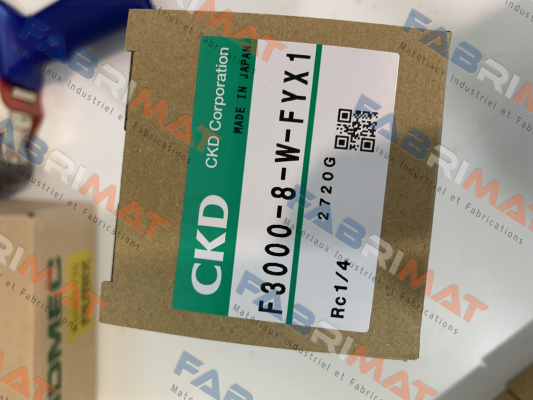 CKD CKD Corporation
MADE IN JAPAN
F3000-8-W-FYX1
2720G
Rc1/4
FABRIMAT
Matériaux Industriel et Fabrications